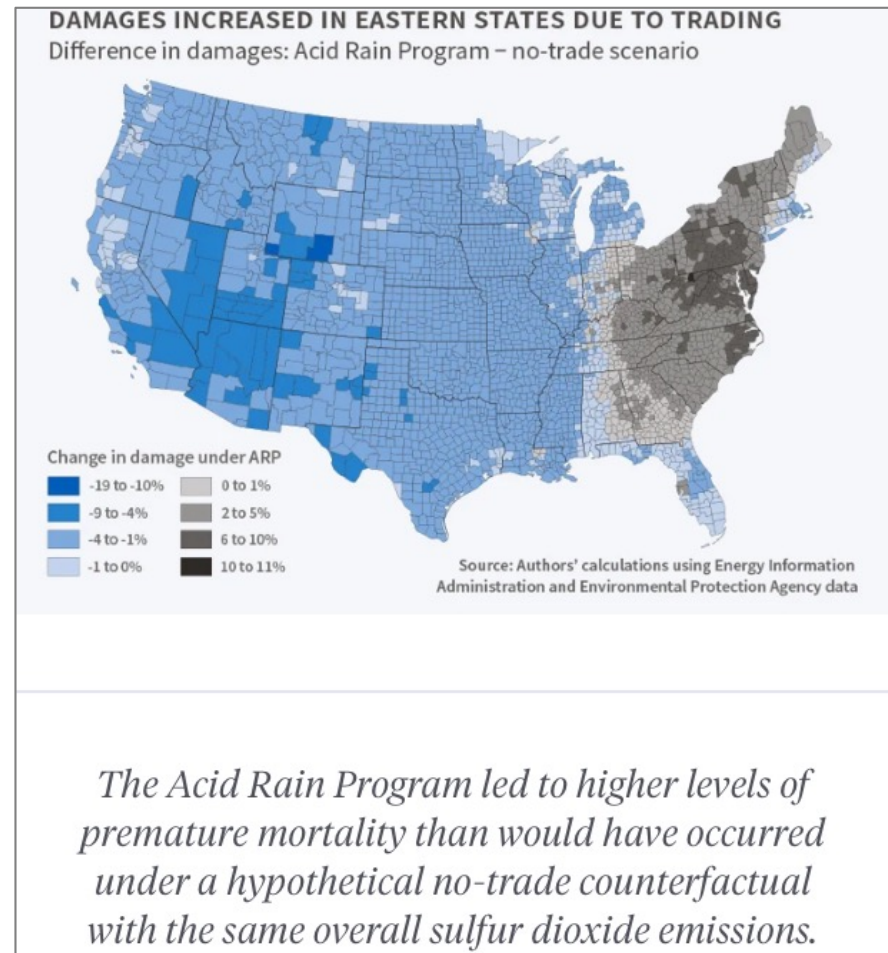 DAMAGES INCREASED IN EASTERN STATES DUE TO TRADING
Difference in damages: Acid Rain Program – no-trade scenario
Change in damage under ARP
-19 to -10%
-9 to -4%
-4 to -1%
-1 to 0%
0 to 1%
2 to 5%
6 to 10%
10 to 11%
Source: Authors' calculations using Energy Information
Administration and Environmental Protection Agency data
The Acid Rain Program led to higher levels of
premature mortality than would have occurred
under a hypothetical no-trade counterfactual
with the same overall sulfur dioxide emissions.